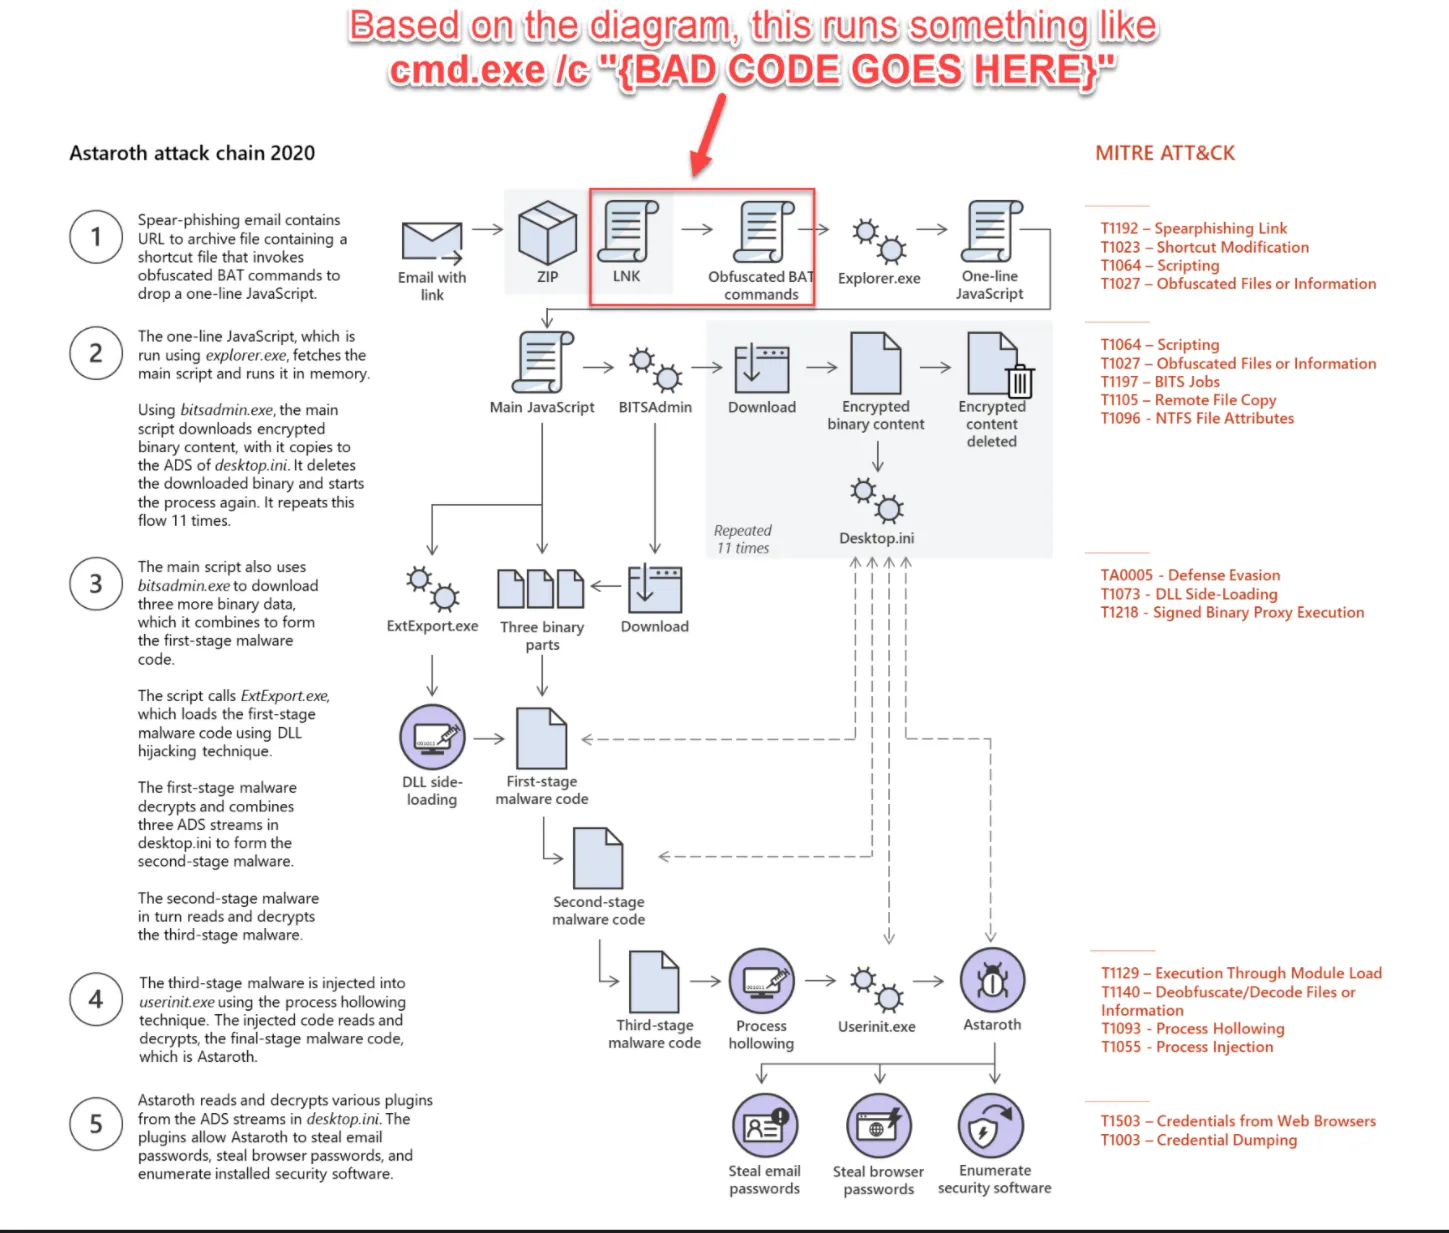 Based on the diagram, this runs something like
cmd.exe /c "{BAD CODE GOES HERE}"
Astaroth attack chain 2020
MITRE ATT&CK
1
Spear-phishing email contains
URL to archive file containing a
shortcut file that invokes
obfuscated BAT commands to
drop a one-line JavaScript.
Email with
link
ZIP
LNK
Obfuscated BAT
commands
Explorer.exe
One-line
JavaScript
T1192 – Spearphishing Link
T1023 – Shortcut Modification
T1064 – Scripting
T1027 – Obfuscated Files or Information
2
The one-line JavaScript, which is
run using explorer.exe, fetches the
main script and runs it in memory.
Using bitsadmin.exe, the main
script downloads encrypted
binary content, with it copies to
the ADS of desktop.ini. It deletes
the downloaded binary and starts
the process again. It repeats this
flow 11 times.
Main JavaScript
BITSAdmin
Download
Encrypted
binary content
Encrypted
content
deleted
Repeated
11 times
Desktop.ini
T1064 – Scripting
T1027 – Obfuscated Files or Information
T1197 – BITS Jobs
T1105 – Remote File Copy
T1096 - NTFS File Attributes
3
The main script also uses
bitsadmin.exe to download
three more binary data,
which it combines to form
the first-stage malware
code.
The script calls ExtExport.exe,
which loads the first-stage
malware code using DLL
hijacking technique.
The first-stage malware
decrypts and combines
three ADS streams in
desktop.ini to form the
second-stage malware.
The second-stage malware
in turn reads and decrypts
the third-stage malware.
ExtExport.exe
Three binary
parts
Download
DLL side-
loading
First-stage
malware code
Second-stage
malware code
TA0005 - Defense Evasion
T1073 - DLL Side-Loading
T1218 - Signed Binary Proxy Execution
4
The third-stage malware is injected into
userinit.exe using the process hollowing
technique. The injected code reads and
decrypts, the final-stage malware code,
which is Astaroth.
Third-stage
malware code
Process
hollowing
Userinit.exe
Astaroth
T1129 – Execution Through Module Load
T1140 – Deobfuscate/Decode Files or
Information
T1093 - Process Hollowing
T1055 - Process Injection
5
Astaroth reads and decrypts various plugins
from the ADS streams in desktop.ini. The
plugins allow Astaroth to steal email
passwords, steal browser passwords, and
enumerate installed security software.
Steal email
passwords
Steal browser
passwords
Enumerate
security software
T1503 – Credentials from Web Browsers
T1003 – Credential Dumping